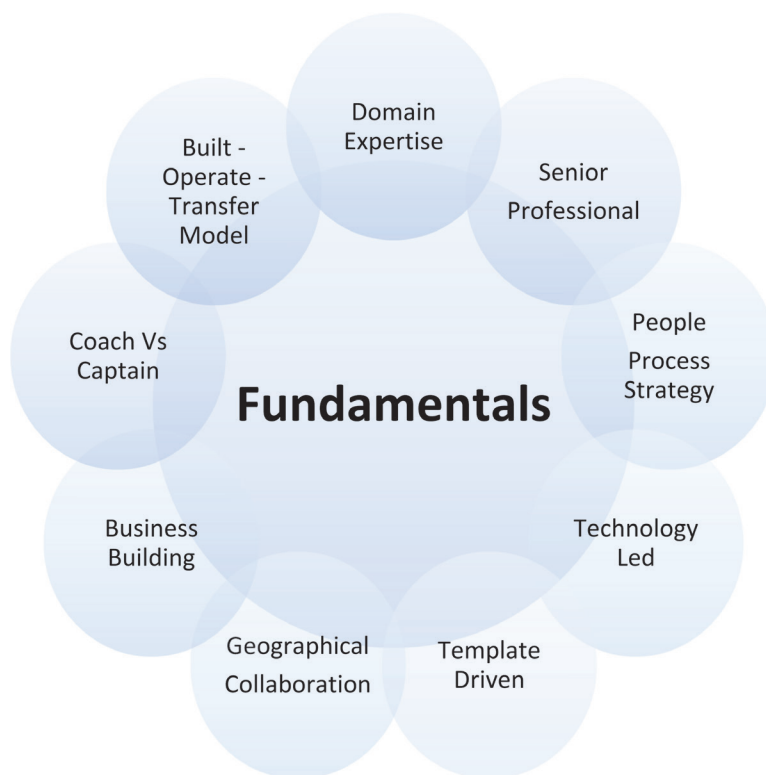 Domain
Expertise
Senior
Professional
People
Process
Strategy
Technology
Led
Template
Driven
Geographical
Collaboration
Business
Building
Coach Vs
Captain
Built -
Operate -
Transfer
Model
Fundamentals